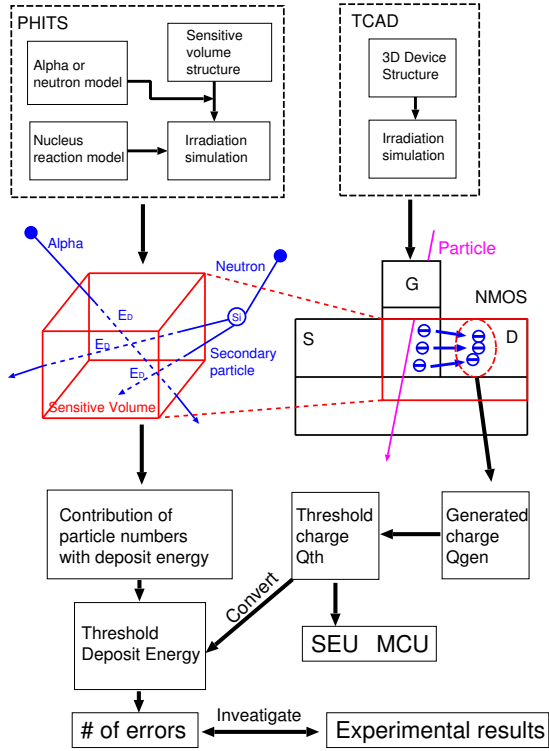 PHITS
Alpha or
neutron model
Sensitive
volume
structure
Nucleus
reaction model
Irradiation
simulation
TCAD
3D Device
Structure
Irradiation
simulation
Alpha
Neutron
Si
ED
ED
ED
Secondary
particle
Sensitive Volume
Particle
G
NMOS
S
D
Contribution of
particle numbers
with deposit energy
Threshold
charge
Qth
Generated
charge
Qgen
Convert
Threshold
Deposit Energy
SEU MCU
# of errors
Investigate
Experimental results